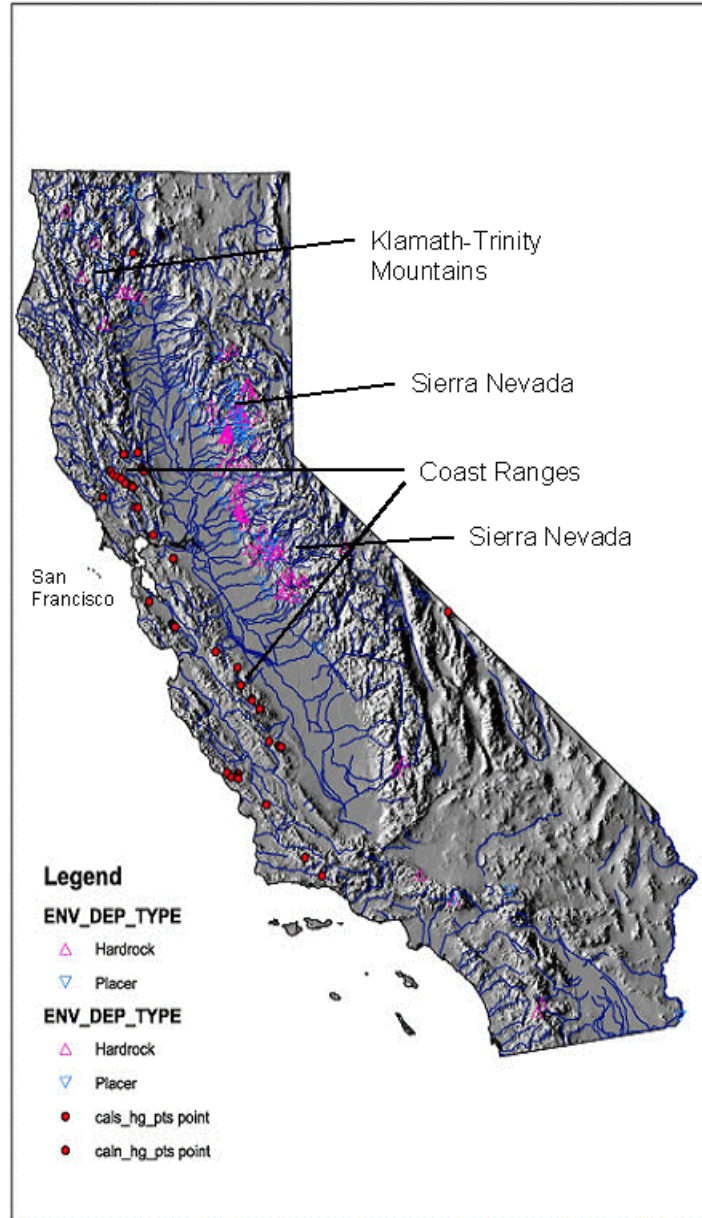 Klamath-Trinity
Mountains
Sierra Nevada
Coast Ranges
Sierra Nevada
San
Francisco
Legend
ENV_DEP_TYPE
Hardrock
Placer
ENV_DEP_TYPE
Hardrock
Placer
cals_hg_pts point
caln_hg_pts point